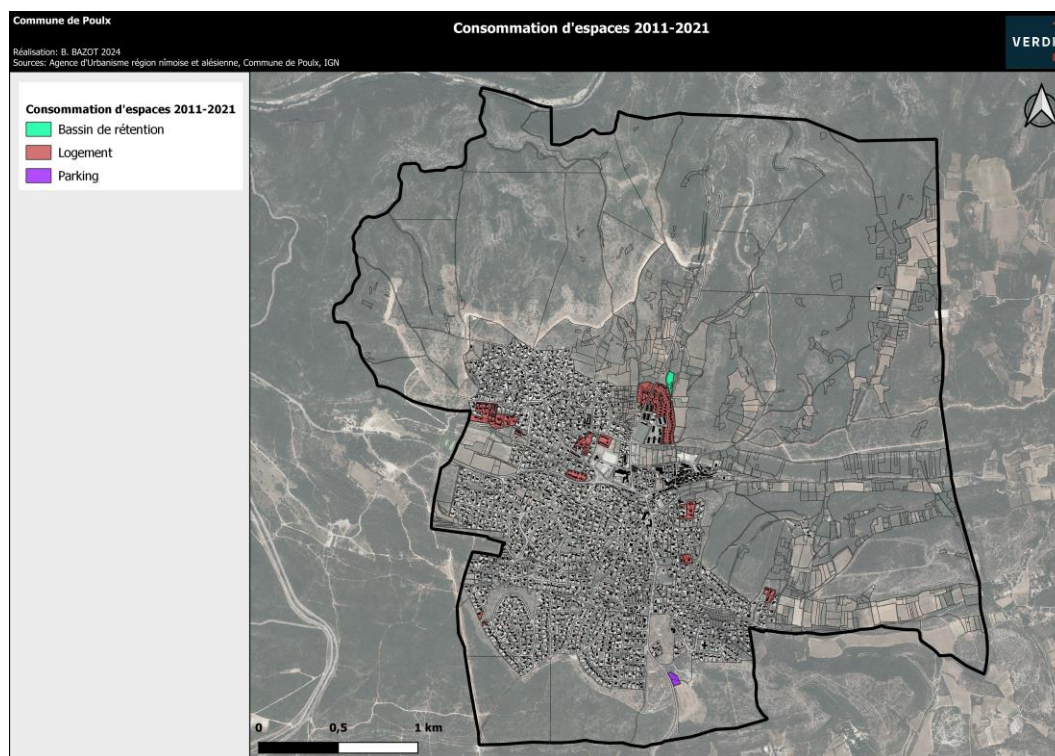 Commune de Poulx
Consommation d'espaces 2011-2021
Réalisation: B. BAZOT 2024
Sources: Agence d'Urbanisme région nîmoise et alésienne, Commune de Poulx, IGN
VERDI
Consommation d'espaces 2011-2021
Bassin de rétention
Logement
Parking
0 0,5 1 km